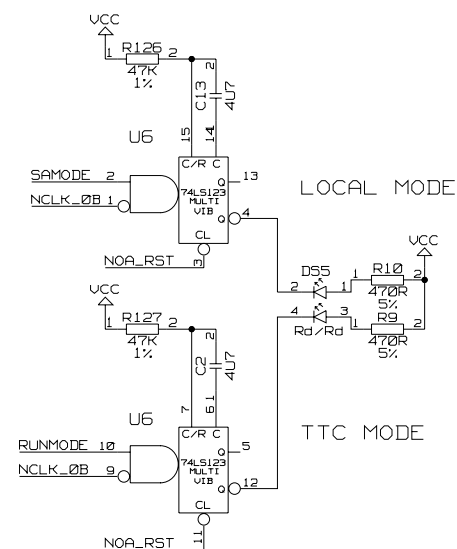 VCC
1 R126 2
47K
1%
C13
2
4U7
U6
15
14
C/R C
SAMODE 2
NCLK_ØB 1
74LS123
MULTI
VIB
Q 13
Q 4
CL
3
NOA_RST
LOCAL MODE
VCC
DS5
2 1
1 R10 2
470R
5%
4 3
Rd/Rd
1 R9 2
470R
5%
VCC
1 R127 2
47K
1%
C2
2
4U7
1
U6
7
6
C/R C
RUNMODE 10
NCLK_ØB 9
74LS123
MULTI
VIB
Q 5
Q 12
CL
11
NOA_RST
TTC MODE